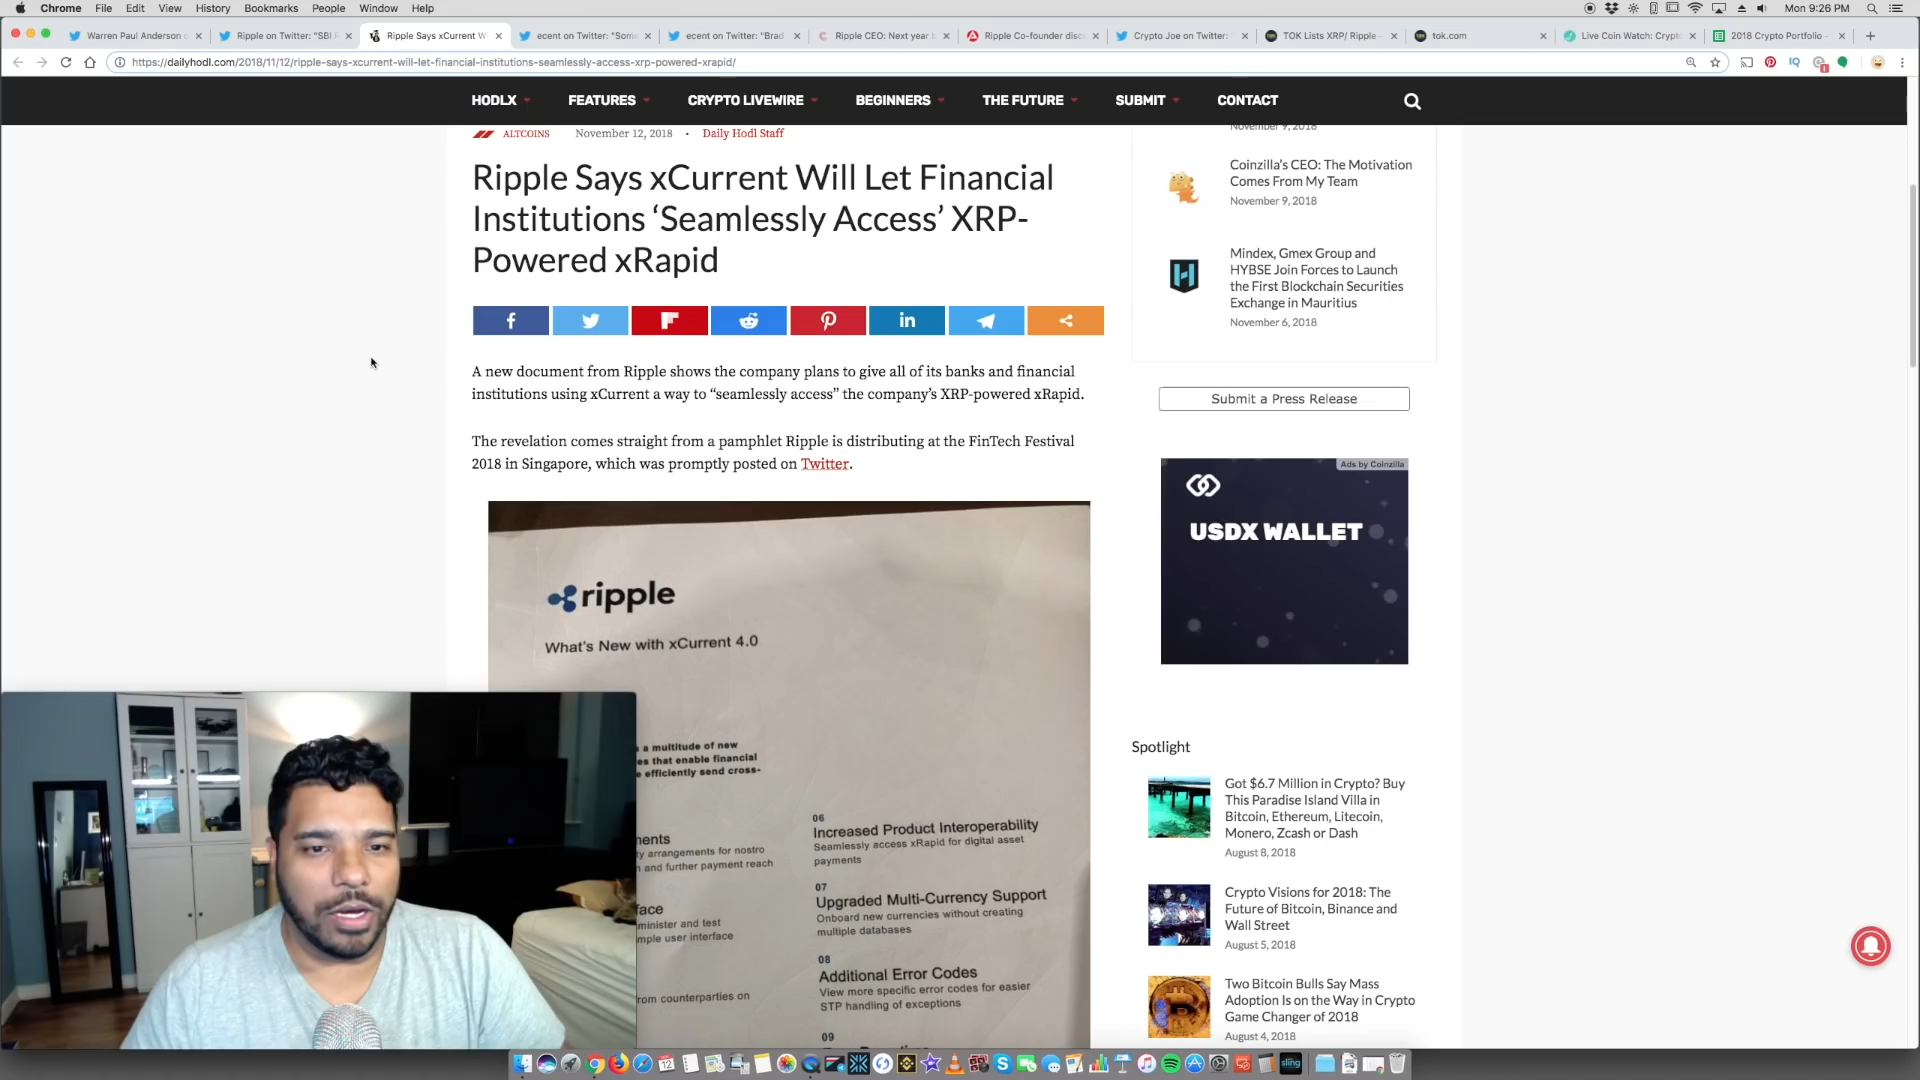 Chrome File Edit View History Bookmarks People Window Help Mon 9:26 PM
Warren Paul Anderson o
Ripple on Twitter: "SBI R
Ripple Says xCurrent W
ecent on Twitter: "Som
ecent on Twitter: "Brad
Ripple CEO: Next year b
Ripple Co-founder disc
Crypto Joe on Twitter: "
TOK Lists XRP/ Ripple –
tok.com
Live Coin Watch: Crypto
2018 Crypto Portfolio -
https://dailyhodl.com/2018/11/12/ripple-says-xcurrent-will-let-financial-institutions-seamlessly-access-xrp-powered-xrapid/
HODLX FEATURES CRYPTO LIVEWIRE BEGINNERS THE FUTURE SUBMIT CONTACT
ALTCOINS November 12, 2018 • Daily Hodl Staff
Ripple Says xCurrent Will Let Financial
Institutions ‘Seamlessly Access’ XRP-
Powered xRapid
A new document from Ripple shows the company plans to give all of its banks and financial
institutions using xCurrent a way to “seamlessly access” the company’s XRP-powered xRapid.
The revelation comes straight from a pamphlet Ripple is distributing at the FinTech Festival
2018 in Singapore, which was promptly posted on Twitter.
ripple
What's New with xCurrent 4.0
a multitude of new
es that enable financial
e efficiently send cross-
ments
y arrangements for nostro
n and further payment reach
face
minister and test
mple user interface
rom counterparties on
06
Increased Product Interoperability
Seamlessly access xRapid for digital asset
payments
07
Upgraded Multi-Currency Support
Onboard new currencies without creating
multiple databases
08
Additional Error Codes
View more specific error codes for easier
STP handling of exceptions
09
November 9, 2018
Coinzilla’s CEO: The Motivation
Comes From My Team
November 9, 2018
Mindex, Gmex Group and
HYBSE Join Forces to Launch
the First Blockchain Securities
Exchange in Mauritius
November 6, 2018
Submit a Press Release
Ads by Coinzilla
USDX WALLET
Spotlight
Got $6.7 Million in Crypto? Buy
This Paradise Island Villa in
Bitcoin, Ethereum, Litecoin,
Monero, Zcash or Dash
August 8, 2018
Crypto Visions for 2018: The
Future of Bitcoin, Binance and
Wall Street
August 5, 2018
Two Bitcoin Bulls Say Mass
Adoption Is on the Way in Crypto
Game Changer of 2018
August 4, 2018
sling